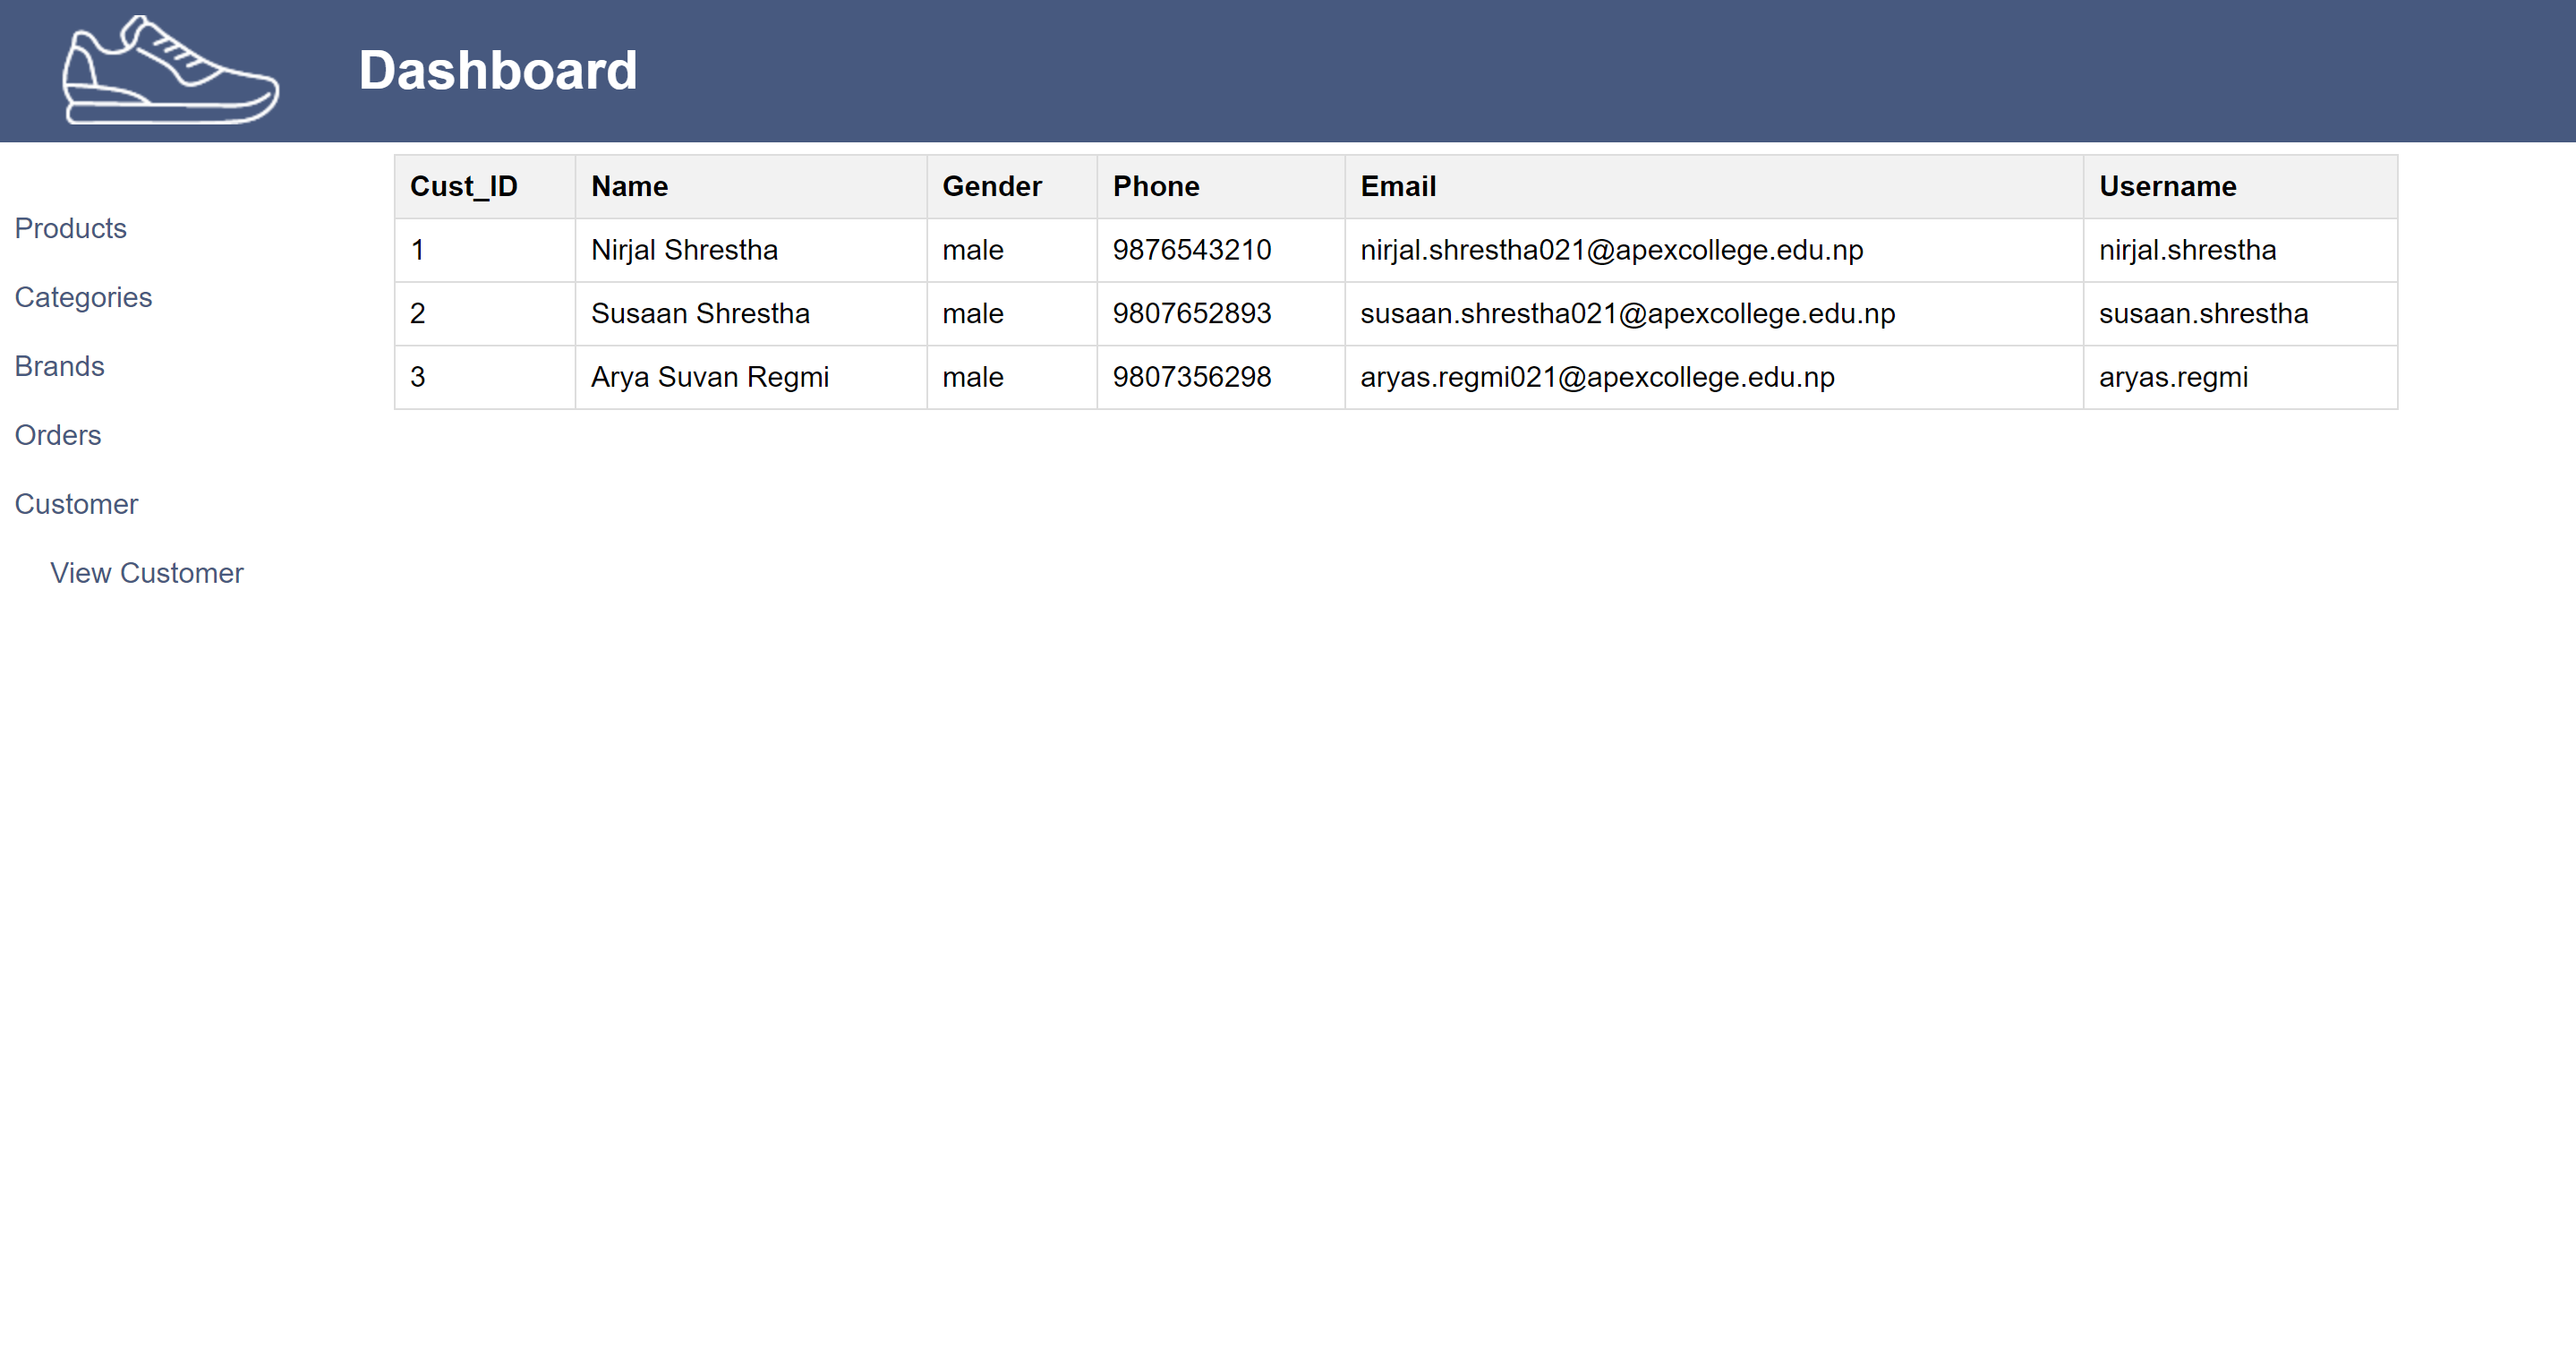 Dashboard
Products
Categories
Brands
Orders
Customer
View Customer
Cust_ID Name Gender Phone Email Username
1 Nirjal Shrestha male 9876543210 nirjal.shrestha021@apexcollege.edu.np nirjal.shrestha
2 Susaan Shrestha male 9807652893 susaan.shrestha021@apexcollege.edu.np susaan.shrestha
3 Arya Suvan Regmi male 9807356298 aryas.regmi021@apexcollege.edu.np aryas.regmi